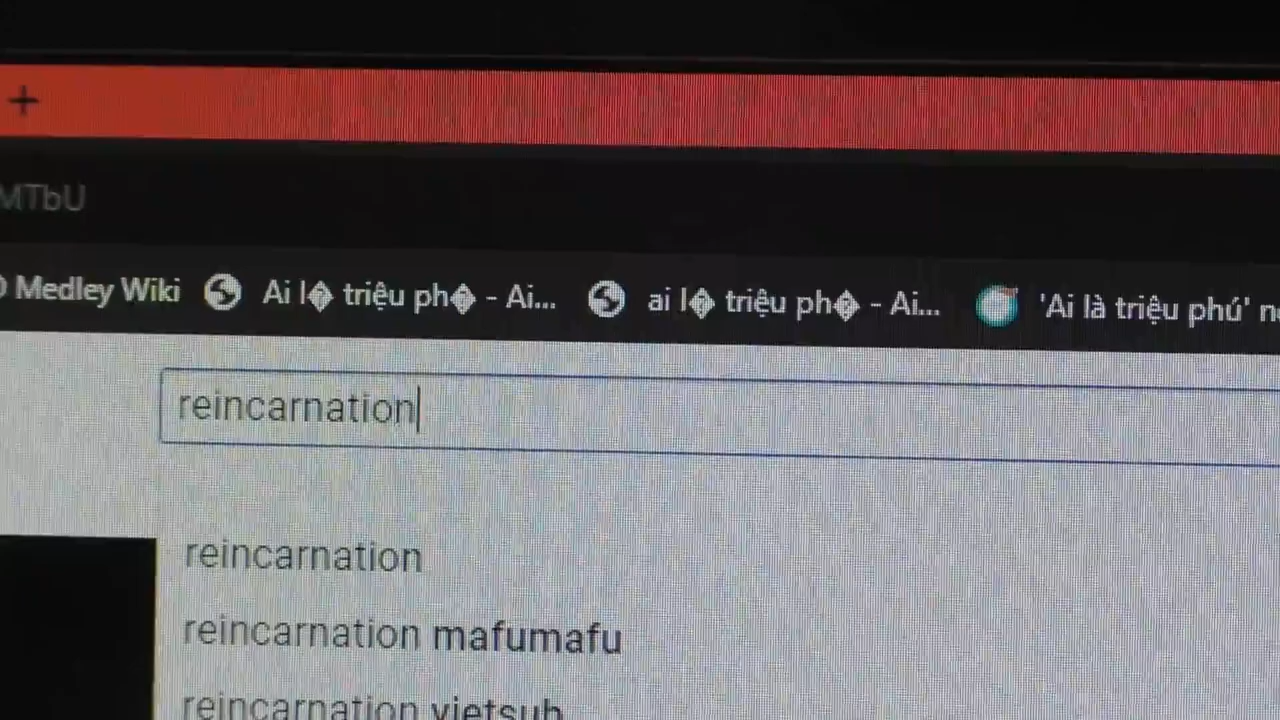 +
MTbU
Medley Wiki Ai l� triệu ph� - Ai... ai l� triệu ph� - Ai... 'Ai là triệu phú'
reincarnation
reincarnation
reincarnation mafumafu
reincarnation vietsub